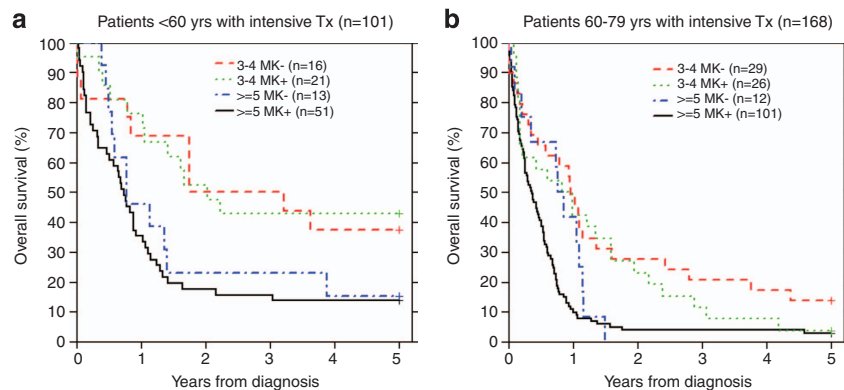 a
Patients <60 yrs with intensive Tx (n=101)
100
90
80
70
60
50
40
30
20
10
0
Overall survival (%)
3-4 MK- (n=16)
3-4 MK+ (n=21)
>=5 MK- (n=13)
>=5 MK+ (n=51)
0 1 2 3 4 5
Years from diagnosis
b
Patients 60-79 yrs with intensive Tx (n=168)
100
90
80
70
60
50
40
30
20
10
0
Overall survival (%)
3-4 MK- (n=29)
3-4 MK+ (n=26)
>=5 MK- (n=12)
>=5 MK+ (n=101)
0 1 2 3 4 5
Years from diagnosis